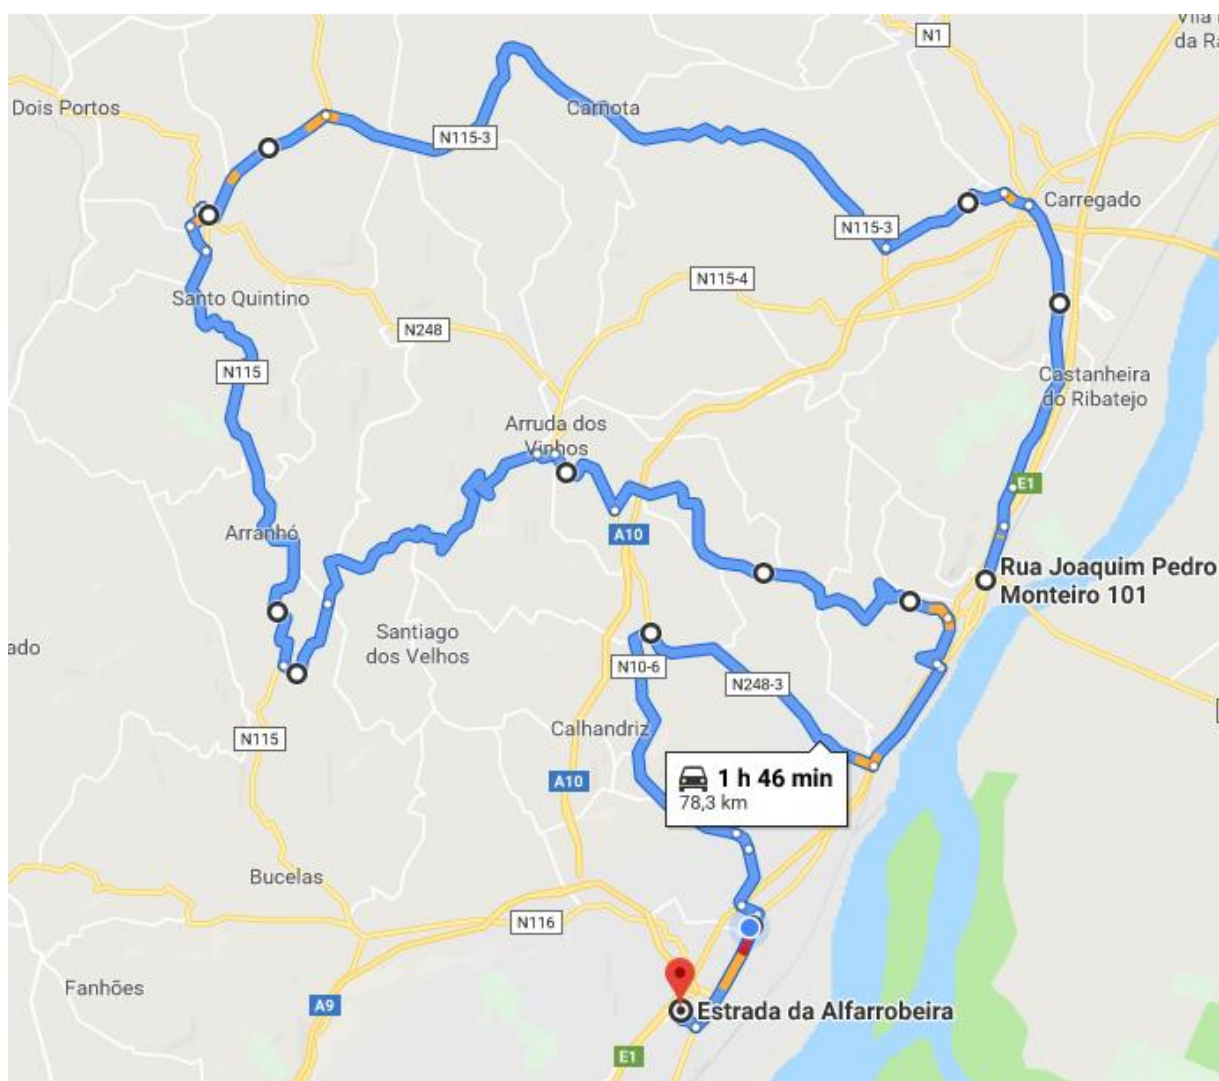 Vila
da Ra
N1
Dois Portos
Carñota
N115-3
Carregado
N115-3
N115-4
Santo Quintino
N248
N115
Castanheira
do Ribatejo
Arruda dos
Vinhos
E1
Arranhó
A10
Rua Joaquim Pedro
Monteiro 101
Santiago
dos Velhos
ado
N10-6
N248-3
Calhandriz
N115
A10
1 h 46 min
78,3 km
Bucelas
N116
Fanhões
A9
Estrada da Alfarrobeira
E1